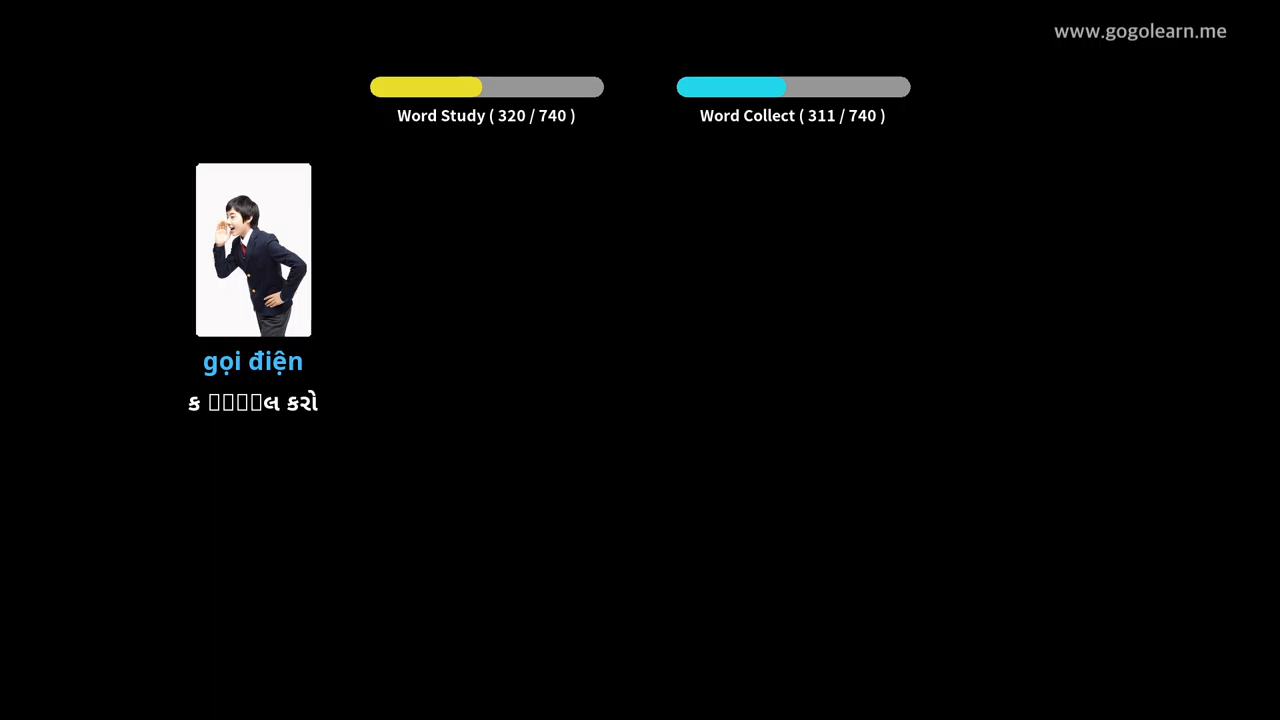 www.gogolearn.me
Word Study ( 320 / 740 )
Word Collect ( 311 / 740 )
gọi điện
કરો